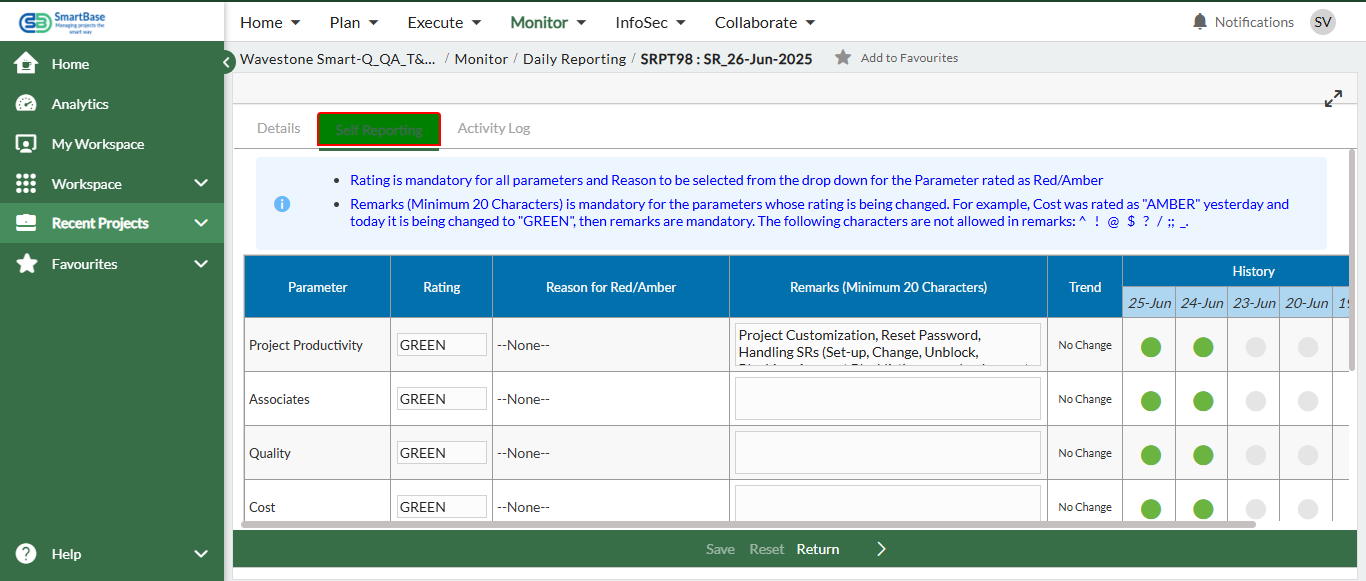 SmartBase
Managing projects the
smart way
Home
Plan
Execute
Monitor
InfoSec
Collaborate
Notifications
SV
Home
Analytics
My Workspace
Workspace
Recent Projects
Favourites
Help
Wavestone Smart-Q_QA_T&... / Monitor / Daily Reporting / SRPT98 : SR_26-Jun-2025
Add to Favourites
Details
Self Reporting
Activity Log
• Rating is mandatory for all parameters and Reason to be selected from the drop down for the Parameter rated as Red/Amber
• Remarks (Minimum 20 Characters) is mandatory for the parameters whose rating is being changed. For example, Cost was rated as "AMBER" yesterday and
today it is being changed to "GREEN", then remarks are mandatory. The following characters are not allowed in remarks: ^ ! @ $ ? / ;; _.
Parameter Rating Reason for Red/Amber Remarks (Minimum 20 Characters) Trend History
25-Jun 24-Jun 23-Jun 20-Jun 19
Project Productivity GREEN --None-- Project Customization, Reset Password, No Change
Handling SRs (Set-up, Change, Unblock,
Associates GREEN --None-- No Change
Quality GREEN --None-- No Change
Cost GREEN --None-- No Change
Save Reset Return